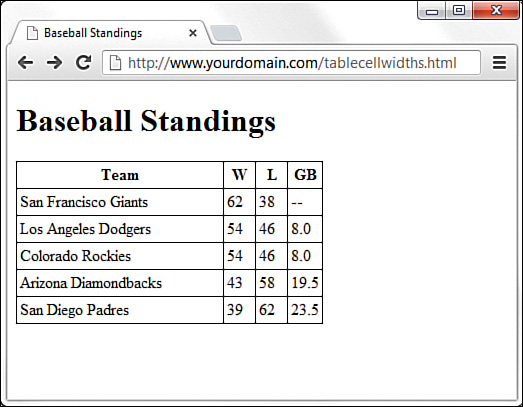 Baseball Standings
http://www.yourdomain.com/tablecellwidths.html
Baseball Standings
Team W L GB
San Francisco Giants 62 38 --
Los Angeles Dodgers 54 46 8.0
Colorado Rockies 54 46 8.0
Arizona Diamondbacks 43 58 19.5
San Diego Padres 39 62 23.5